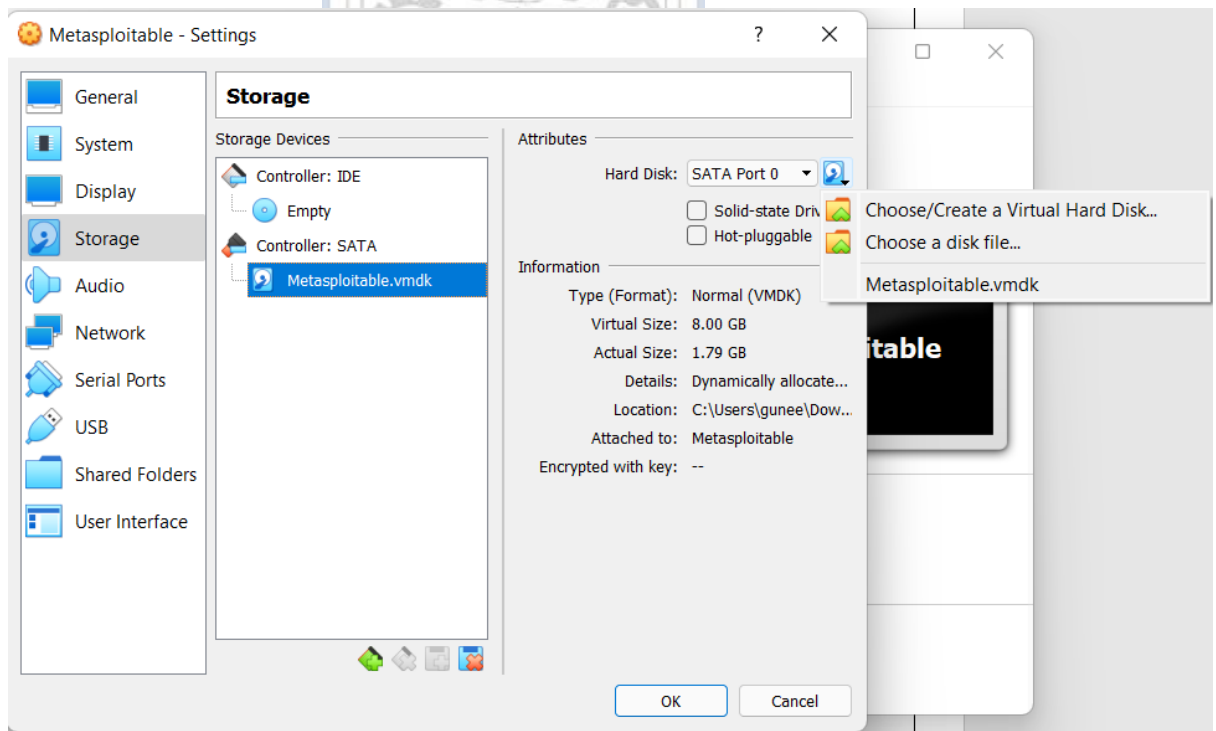 Metasploitable - Settings
?
General
System
Display
Storage
Audio
Network
Serial Ports
USB
Shared Folders
User Interface
Storage
Storage Devices
Controller: IDE
Empty
Controller: SATA
Metasploitable.vmdk
Attributes
Hard Disk: SATA Port 0
Solid-state Driv
Hot-pluggable
Information
Type (Format): Normal (VMDK)
Virtual Size: 8.00 GB
Actual Size: 1.79 GB
Details: Dynamically allocate...
Location: C:\Users\gunee\Dow...
Attached to: Metasploitable
Encrypted with key: --
Choose/Create a Virtual Hard Disk...
Choose a disk file...
Metasploitable.vmdk
itable
OK
Cancel